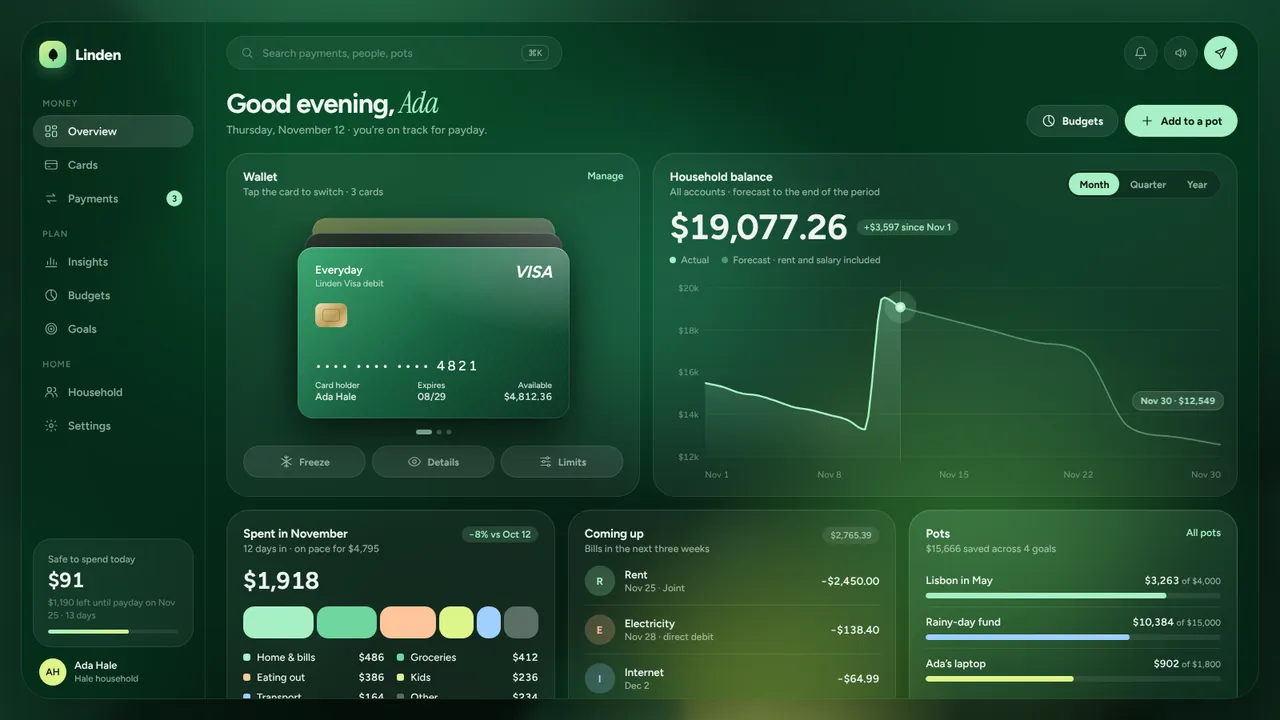 Linden
MONEY
Overview
Cards
Payments 3
PLAN
Insights
Budgets
Goals
HOME
Household
Settings
Safe to spend today
$91
$1,190 left until payday on Nov
25 · 13 days
AH
Ada Hale
Hale household
Search payments, people, pots ⌘K
Good evening, Ada
Thursday, November 12 · you're on track for payday.
Budgets
Add to a pot
Wallet
Tap the card to switch · 3 cards
Manage
Everyday
Linden Visa debit
VISA
•••• •••• •••• 4821
Card holder Expires Available
Ada Hale 08/29 $4,812.36
Freeze Details Limits
Household balance
All accounts · forecast to the end of the period
Month Quarter Year
$19,077.26 +$3,597 since Nov 1
Actual Forecast · rent and salary included
$20k
$18k
$16k
$14k
$12k
Nov 30 · $12,549
Nov 1 Nov 8 Nov 15 Nov 22 Nov 30
Spent in November
12 days in · on pace for $4,795
−8% vs Oct 12
$1,918
Home & bills $486 Groceries $412
Eating out $386 Kids $236
Transport $164 Other $234
Coming up
Bills in the next three weeks
$2,765.39
R
Rent
Nov 25 · Joint
−$2,450.00
E
Electricity
Nov 28 · direct debit
−$138.40
I
Internet
Dec 2
−$64.99
Pots
$15,666 saved across 4 goals
All pots
Lisbon in May $3,263 of $4,000
Rainy-day fund $10,384 of $15,000
Ada's laptop $902 of $1,800